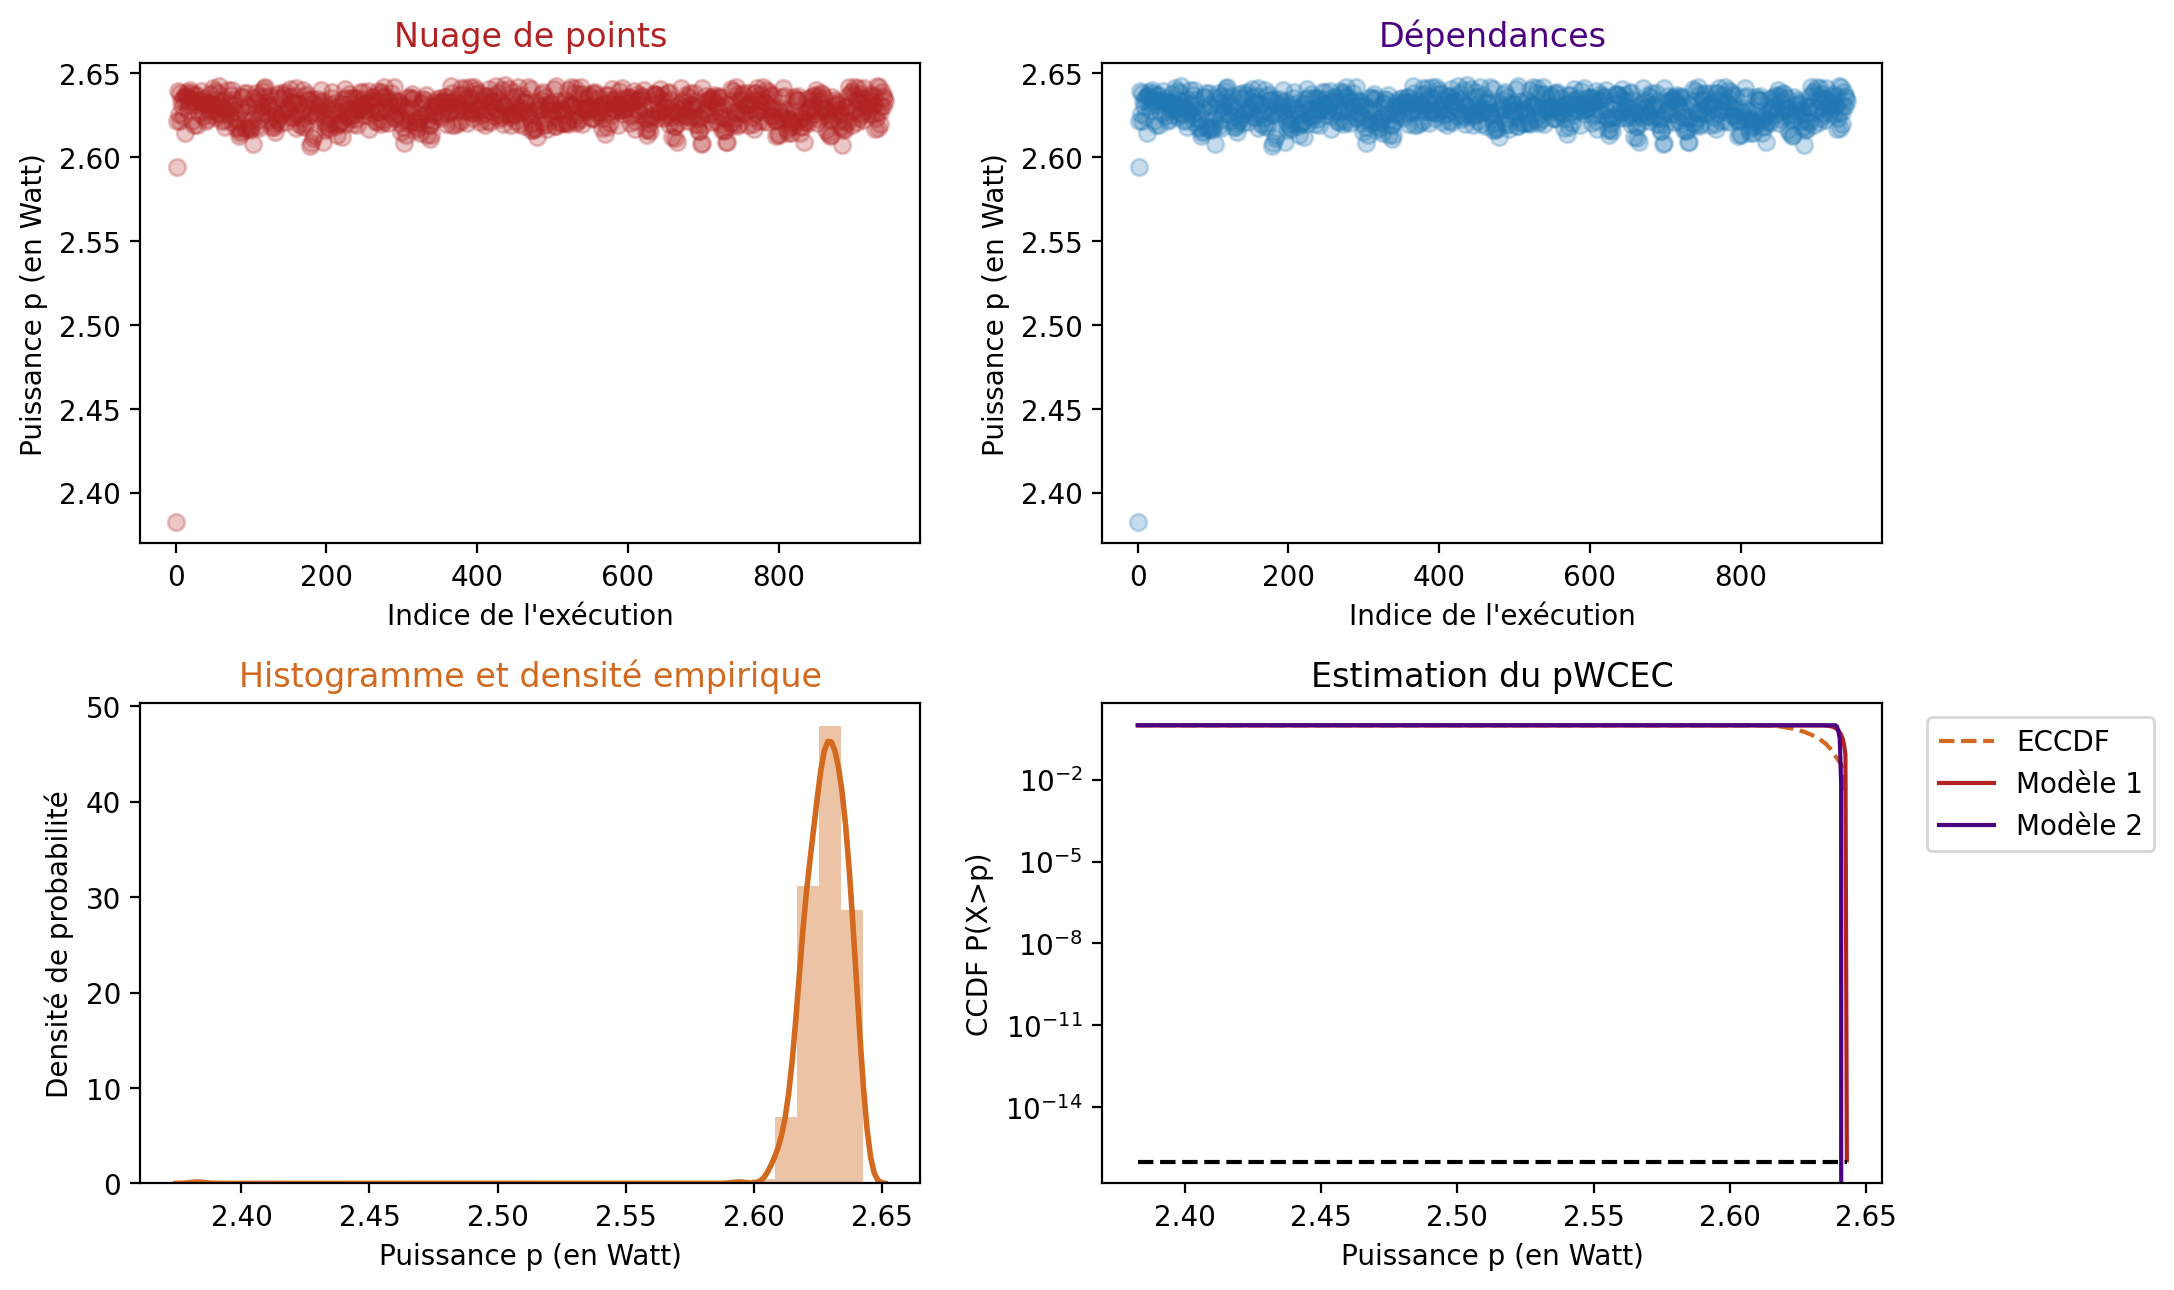 Nuage de points
2.65
2.60
2.55
2.50
2.45
2.40
Puissance p (en Watt)
0 200 400 600 800
Indice de l'exécution
Dépendances
2.65
2.60
2.55
2.50
2.45
2.40
Puissance p (en Watt)
0 200 400 600 800
Indice de l'exécution
Histogramme et densité empirique
50
40
30
20
10
0
Densité de probabilité
2.40 2.45 2.50 2.55 2.60 2.65
Puissance p (en Watt)
Estimation du pWCEC
10⁻²
10⁻⁵
10⁻⁸
10⁻¹¹
10⁻¹⁴
CCDF P(X>p)
2.40 2.45 2.50 2.55 2.60 2.65
Puissance p (en Watt)
ECCDF
Modèle 1
Modèle 2